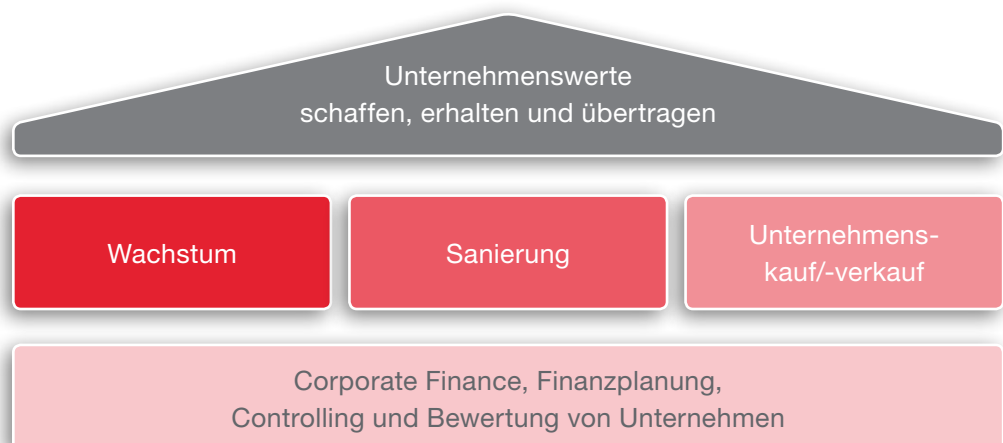 Unternehmenswerte
schaffen, erhalten und übertragen
Wachstum
Sanierung
Unternehmens-
kauf/-verkauf
Corporate Finance, Finanzplanung,
Controlling und Bewertung von Unternehmen